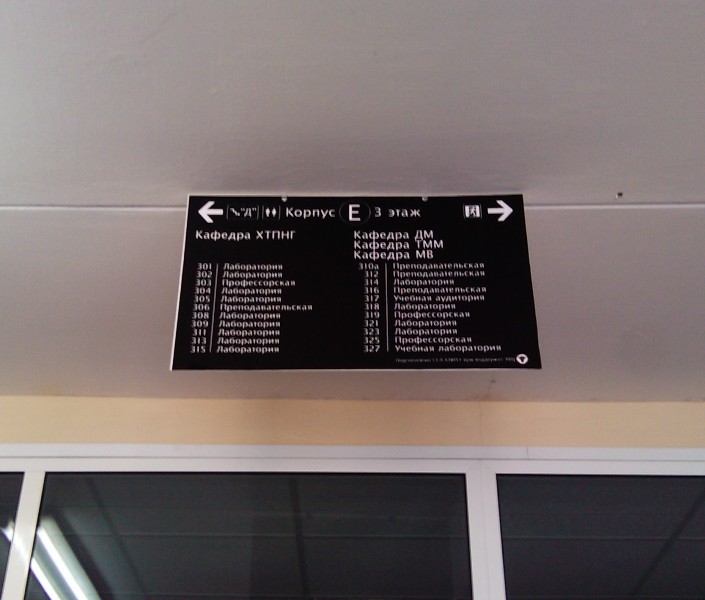 "Д" Корпус Е 3 этаж
Кафедра ХТПНГ
301 Лаборатория
302 Лаборатория
303 Профессорская
304 Лаборатория
305 Лаборатория
306 Преподавательская
308 Лаборатория
309 Лаборатория
311 Лаборатория
313 Лаборатория
315 Лаборатория
Кафедра ДМ
Кафедра ТММ
Кафедра МВ
310а Преподавательская
312 Преподавательская
314 Лаборатория
316 Преподавательская
317 Учебная аудитория
318 Лаборатория
319 Профессорская
321 Лаборатория
323 Лаборатория
325 Профессорская
327 Учебная лаборатория